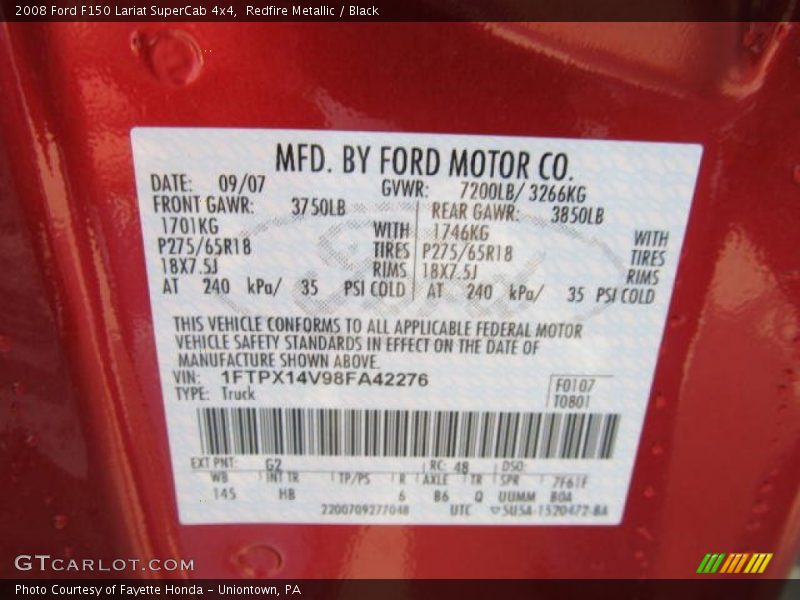 2008 Ford F150 Lariat SuperCab 4x4, Redfire Metallic / Black
MFD. BY FORD MOTOR CO.
DATE: 09/07 GVWR: 7200LB/ 3266KG
FRONT GAWR: 3750LB REAR GAWR: 3850LB
1701KG WITH 1746KG WITH
P275/65R18 TIRES P275/65R18 TIRES
18X7.5J RIMS 18X7.5J RIMS
AT 240 kPa/ 35 PSI COLD AT 240 kPa/ 35 PSI COLD
THIS VEHICLE CONFORMS TO ALL APPLICABLE FEDERAL MOTOR
VEHICLE SAFETY STANDARDS IN EFFECT ON THE DATE OF
MANUFACTURE SHOWN ABOVE.
VIN: 1FTPX14V98FA42276 F0107
TYPE: Truck T0801
EXT PNT: G2 RC: 48 DSO:
WB INT TR TP/PS R AXLE TR SPR 7F61F
145 HB 6 B6 Q UUMM BOA
2200709277048 UTC 5U5A-1520472-BA
GTCARLOT.COM
Photo Courtesy of Fayette Honda - Uniontown, PA